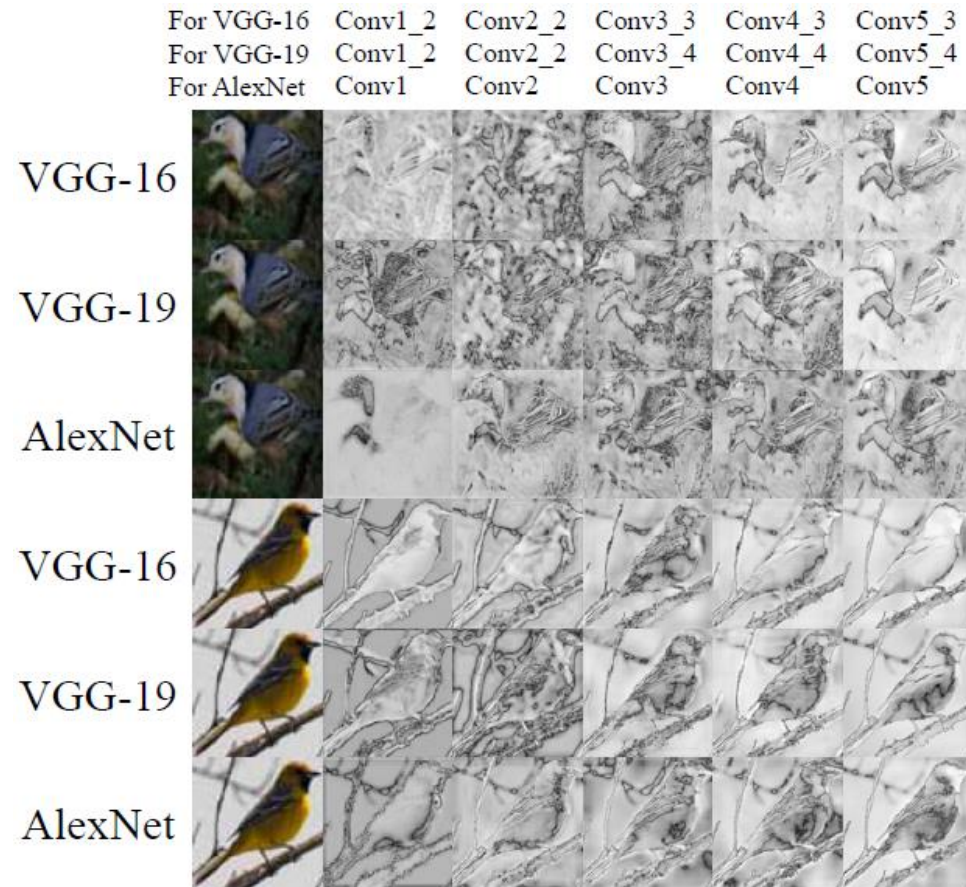 For VGG-16 Conv1_2 Conv2_2 Conv3_3 Conv4_3 Conv5_3
For VGG-19 Conv1_2 Conv2_2 Conv3_4 Conv4_4 Conv5_4
For AlexNet Conv1 Conv2 Conv3 Conv4 Conv5
VGG-16
VGG-19
AlexNet
VGG-16
VGG-19
AlexNet